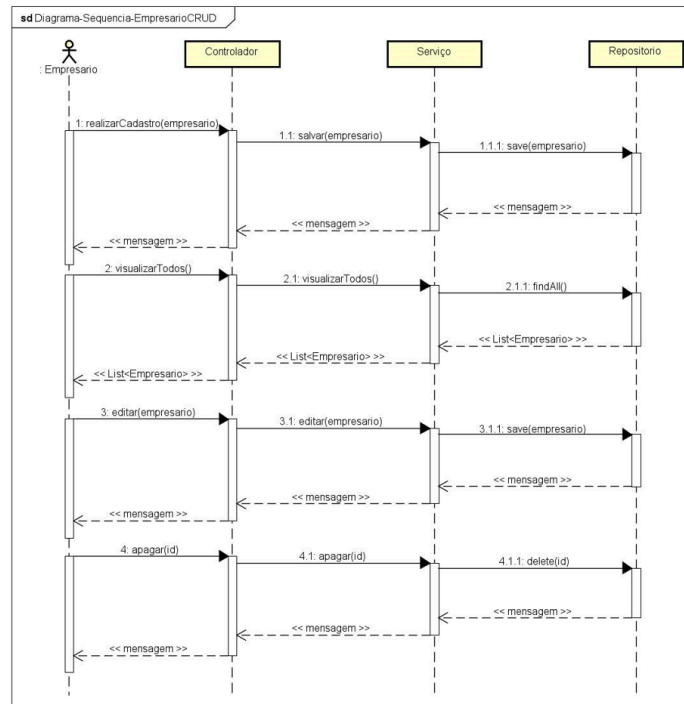 sd Diagrama-Sequencia-EmpresarioCRUD
: Empresario
Controlador
Serviço
Repositorio
1: realizarCadastro(empresario)
1.1: salvar(empresario)
1.1.1: save(empresario)
<< mensagem >>
<< mensagem >>
<< mensagem >>
2: visualizarTodos()
2.1: visualizarTodos()
2.1.1: findAll()
<< List<Empresario> >>
<< List<Empresario> >>
<< List<Empresario> >>
3: editar(empresario)
3.1: editar(empresario)
3.1.1: save(empresario)
<< mensagem >>
<< mensagem >>
<< mensagem >>
4: apagar(id)
4.1: apagar(id)
4.1.1: delete(id)
<< mensagem >>
<< mensagem >>
<< mensagem >>